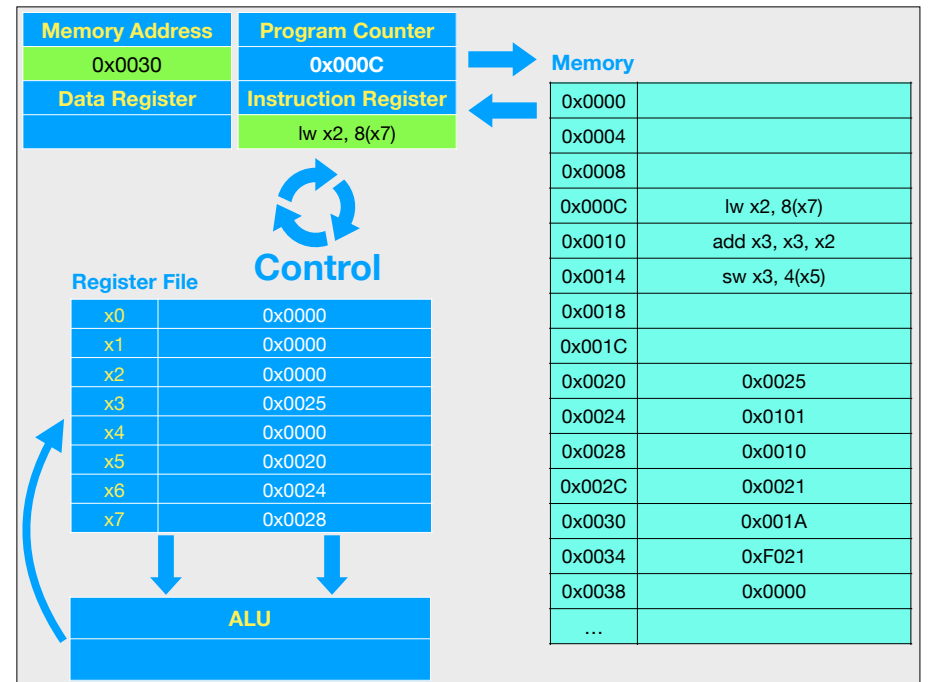 Memory Address Program Counter
0x0030 0x000C
Data Register Instruction Register
lw x2, 8(x7)
Control
Register File
x0 0x0000
x1 0x0000
x2 0x0000
x3 0x0025
x4 0x0000
x5 0x0020
x6 0x0024
x7 0x0028
ALU
Memory
0x0000
0x0004
0x0008
0x000C lw x2, 8(x7)
0x0010 add x3, x3, x2
0x0014 sw x3, 4(x5)
0x0018
0x001C
0x0020 0x0025
0x0024 0x0101
0x0028 0x0010
0x002C 0x0021
0x0030 0x001A
0x0034 0xF021
0x0038 0x0000
…